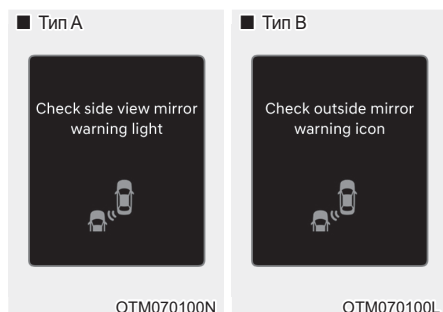 ■ Тип A
Check side view mirror
warning light
OTM070100N
■ Тип B
Check outside mirror
warning icon
OTM070100L